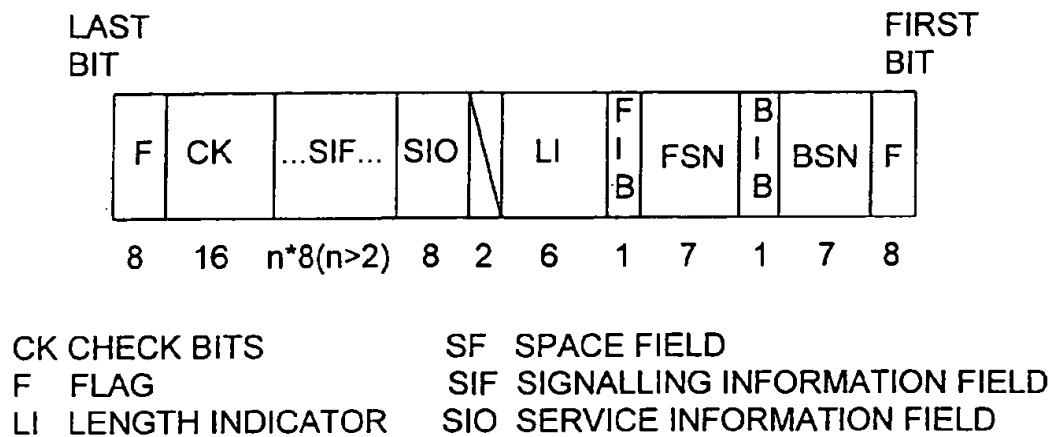 LAST BIT
FIRST BIT
F CK ...SIF... SIO LI FIB FSN BIB BSN F
8 16 n*8(n>2) 8 2 6 1 7 1 7 8
CK CHECK BITS
F FLAG
LI LENGTH INDICATOR
SF SPACE FIELD
SIF SIGNALLING INFORMATION FIELD
SIO SERVICE INFORMATION FIELD